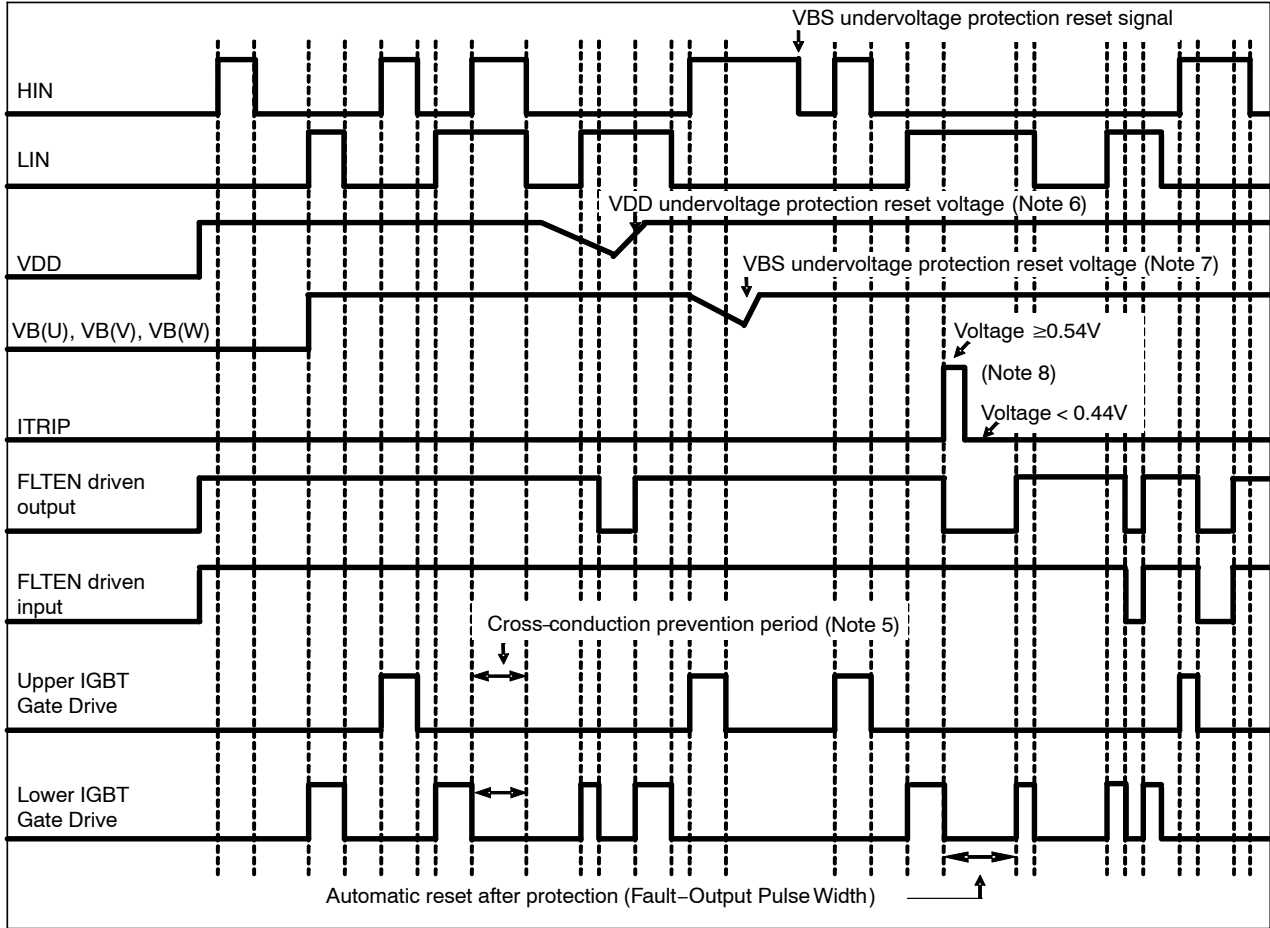 VBS undervoltage protection reset signal
HIN
LIN
VDD undervoltage protection reset voltage (Note 6)
VDD
VBS undervoltage protection reset voltage (Note 7)
VB(U), VB(V), VB(W)
Voltage ≥0.54V
(Note 8)
Voltage < 0.44V
ITRIP
FLTEN driven
output
FLTEN driven
input
Cross−conduction prevention period (Note 5)
Upper IGBT
Gate Drive
Lower IGBT
Gate Drive
Automatic reset after protection (Fault−Output Pulse Width)